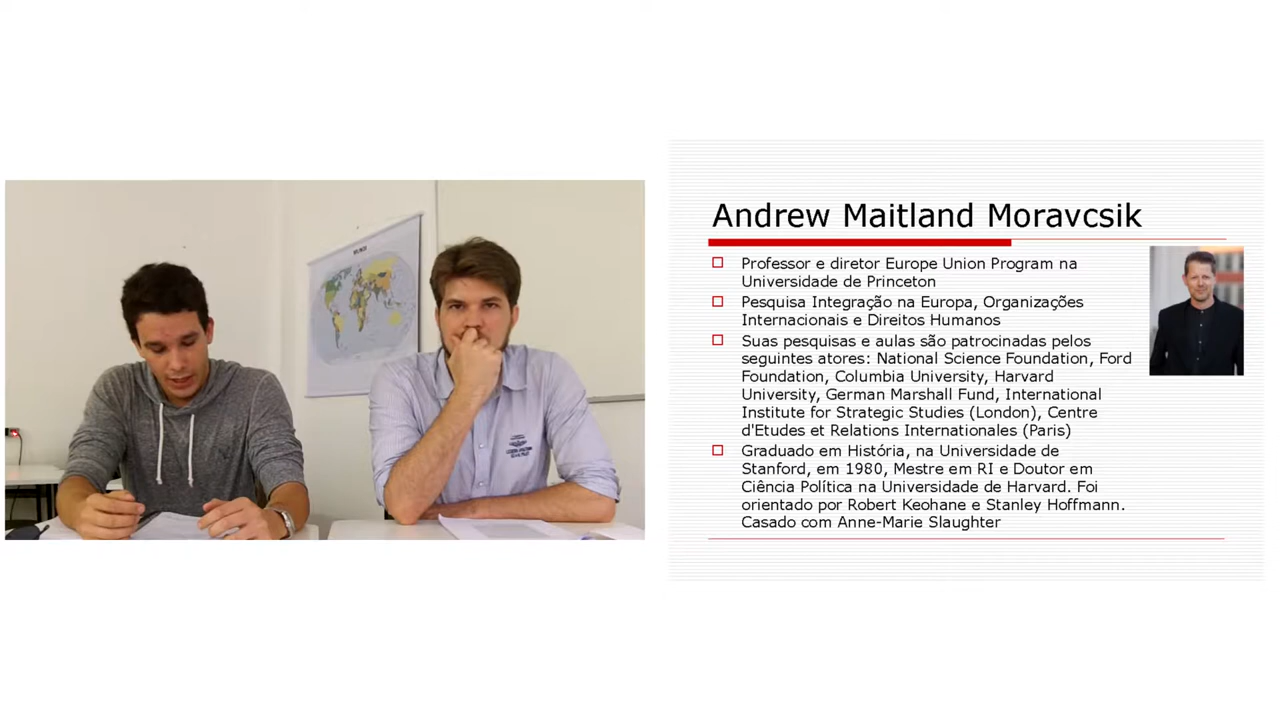 Andrew Maitland Moravcsik
Professor e diretor Europe Union Program na
Universidade de Princeton
Pesquisa Integração na Europa, Organizações
Internacionais e Direitos Humanos
Suas pesquisas e aulas são patrocinadas pelos
seguintes atores: National Science Foundation, Ford
Foundation, Columbia University, Harvard
University, German Marshall Fund, International
Institute for Strategic Studies (London), Centre
d'Etudes et Relations Internationales (Paris)
Graduado em História, na Universidade de
Stanford, em 1980, Mestre em RI e Doutor em
Ciência Política na Universidade de Harvard. Foi
orientado por Robert Keohane e Stanley Hoffmann.
Casado com Anne-Marie Slaughter